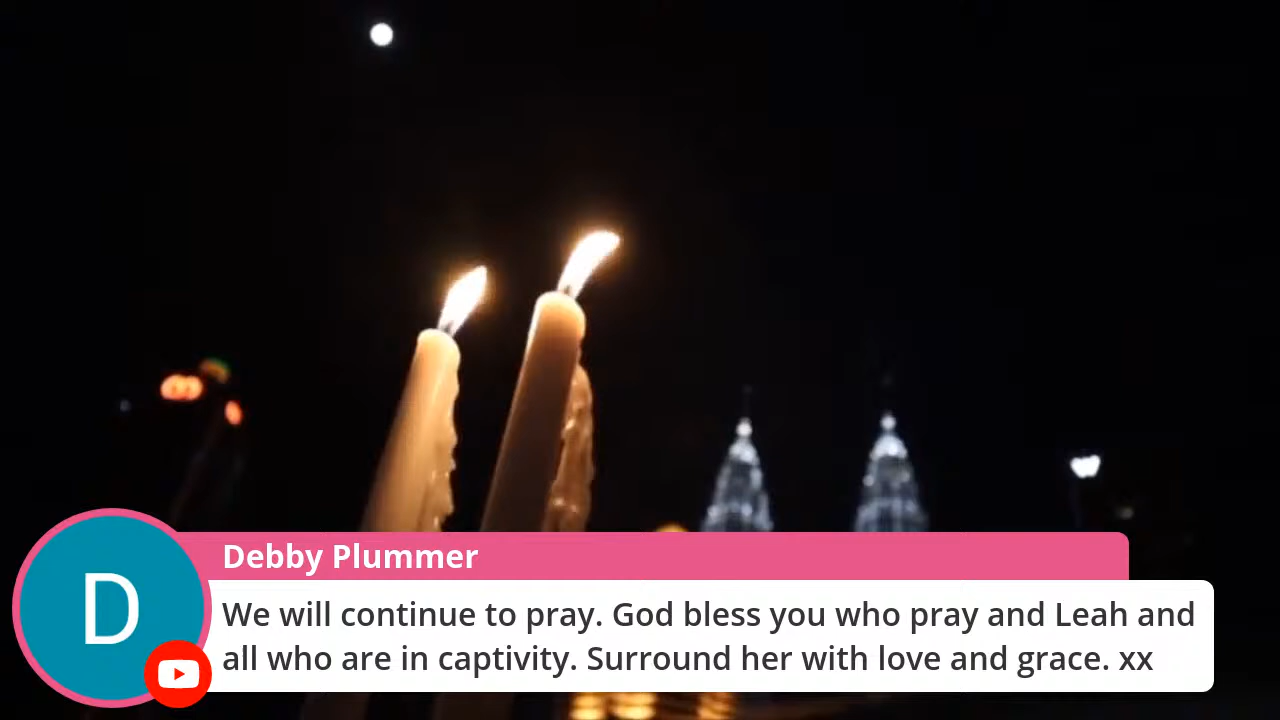 Debby Plummer
D
We will continue to pray. God bless you who pray and Leah and
all who are in captivity. Surround her with love and grace. xx